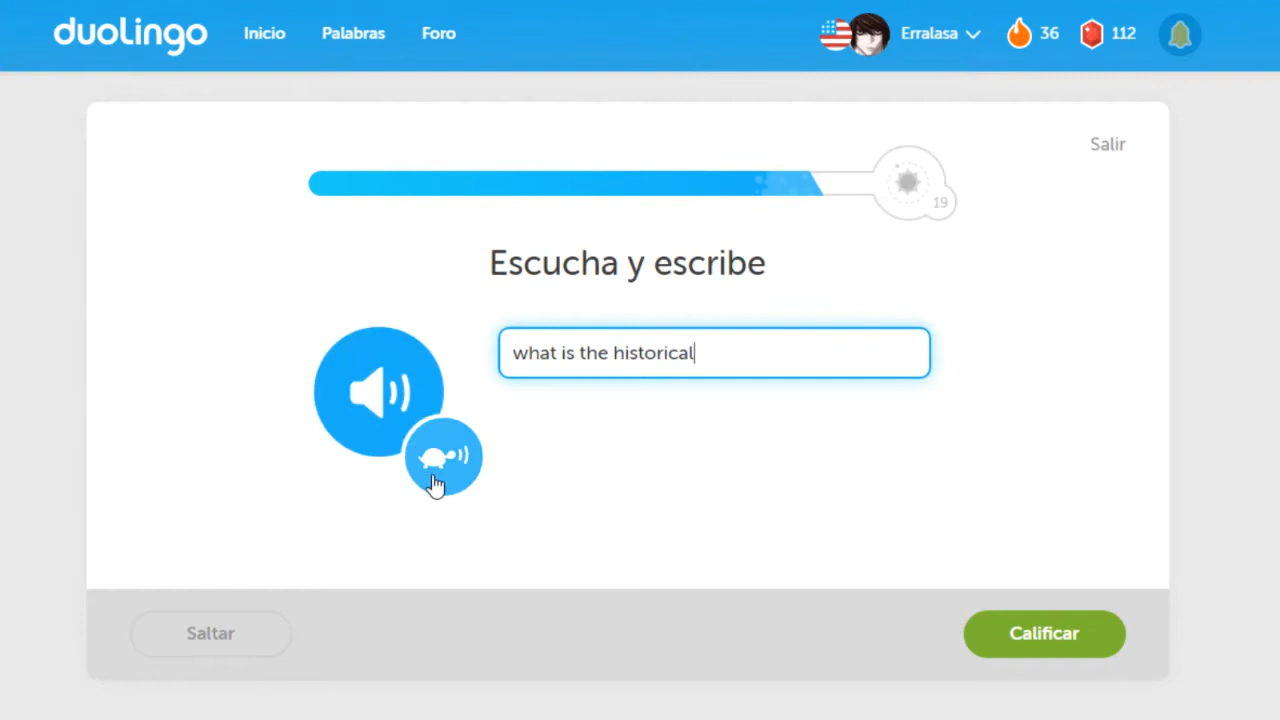 duolingo Inicio Palabras Foro Erralasa 36 112
Salir
19
Escucha y escribe
what is the historical
Saltar Calificar